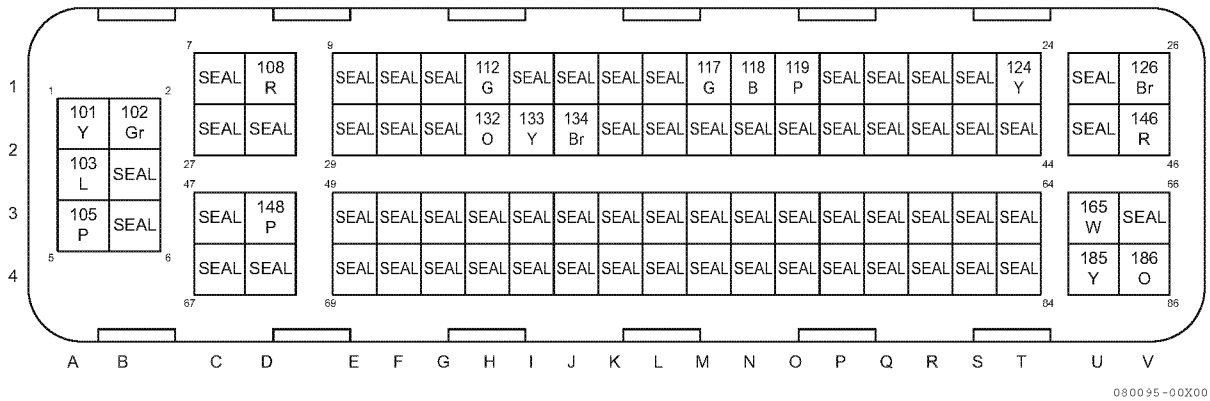 7 9 24 26
1 SEAL 108 R SEAL SEAL SEAL 112 G SEAL SEAL SEAL SEAL 117 G 118 B 119 P SEAL SEAL SEAL SEAL 124 Y SEAL 126 Br
1 2
101 Y 102 Gr
2 SEAL SEAL SEAL SEAL SEAL 132 O 133 Y 134 Br SEAL SEAL SEAL SEAL SEAL SEAL SEAL SEAL SEAL SEAL SEAL 146 R
103 L SEAL
27 29 44 46
47 49 64 66
3 105 P SEAL SEAL 148 P SEAL SEAL SEAL SEAL SEAL SEAL SEAL SEAL SEAL SEAL SEAL SEAL SEAL SEAL SEAL SEAL 165 W SEAL
5 6
4 SEAL SEAL SEAL SEAL SEAL SEAL SEAL SEAL SEAL SEAL SEAL SEAL SEAL SEAL SEAL SEAL SEAL SEAL 185 Y 186 O
67 69 84 86
A B C D E F G H I J K L M N O P Q R S T U V
080095-00X00